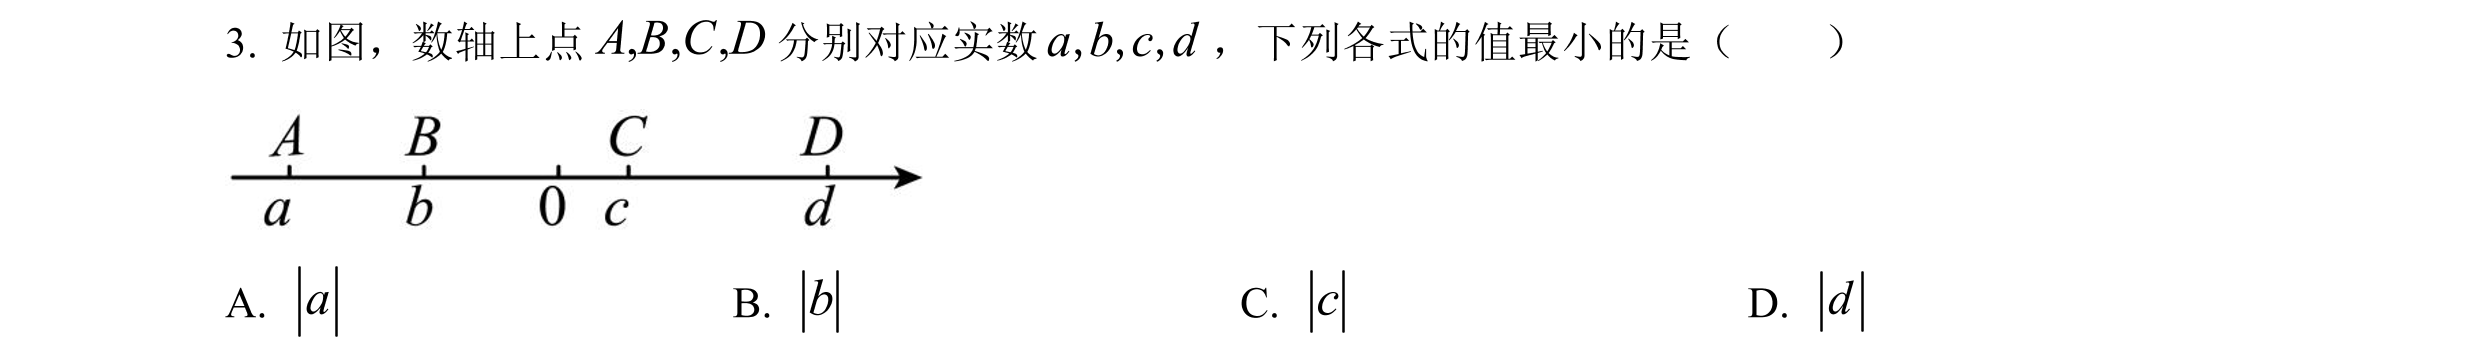 3. 如图，数轴上点 A,B,C,D 分别对应实数 a,b,c,d ，下列各式的值最小的是（　　）
A B C D
a b 0 c d
A. |a| B. |b| C. |c| D. |d|